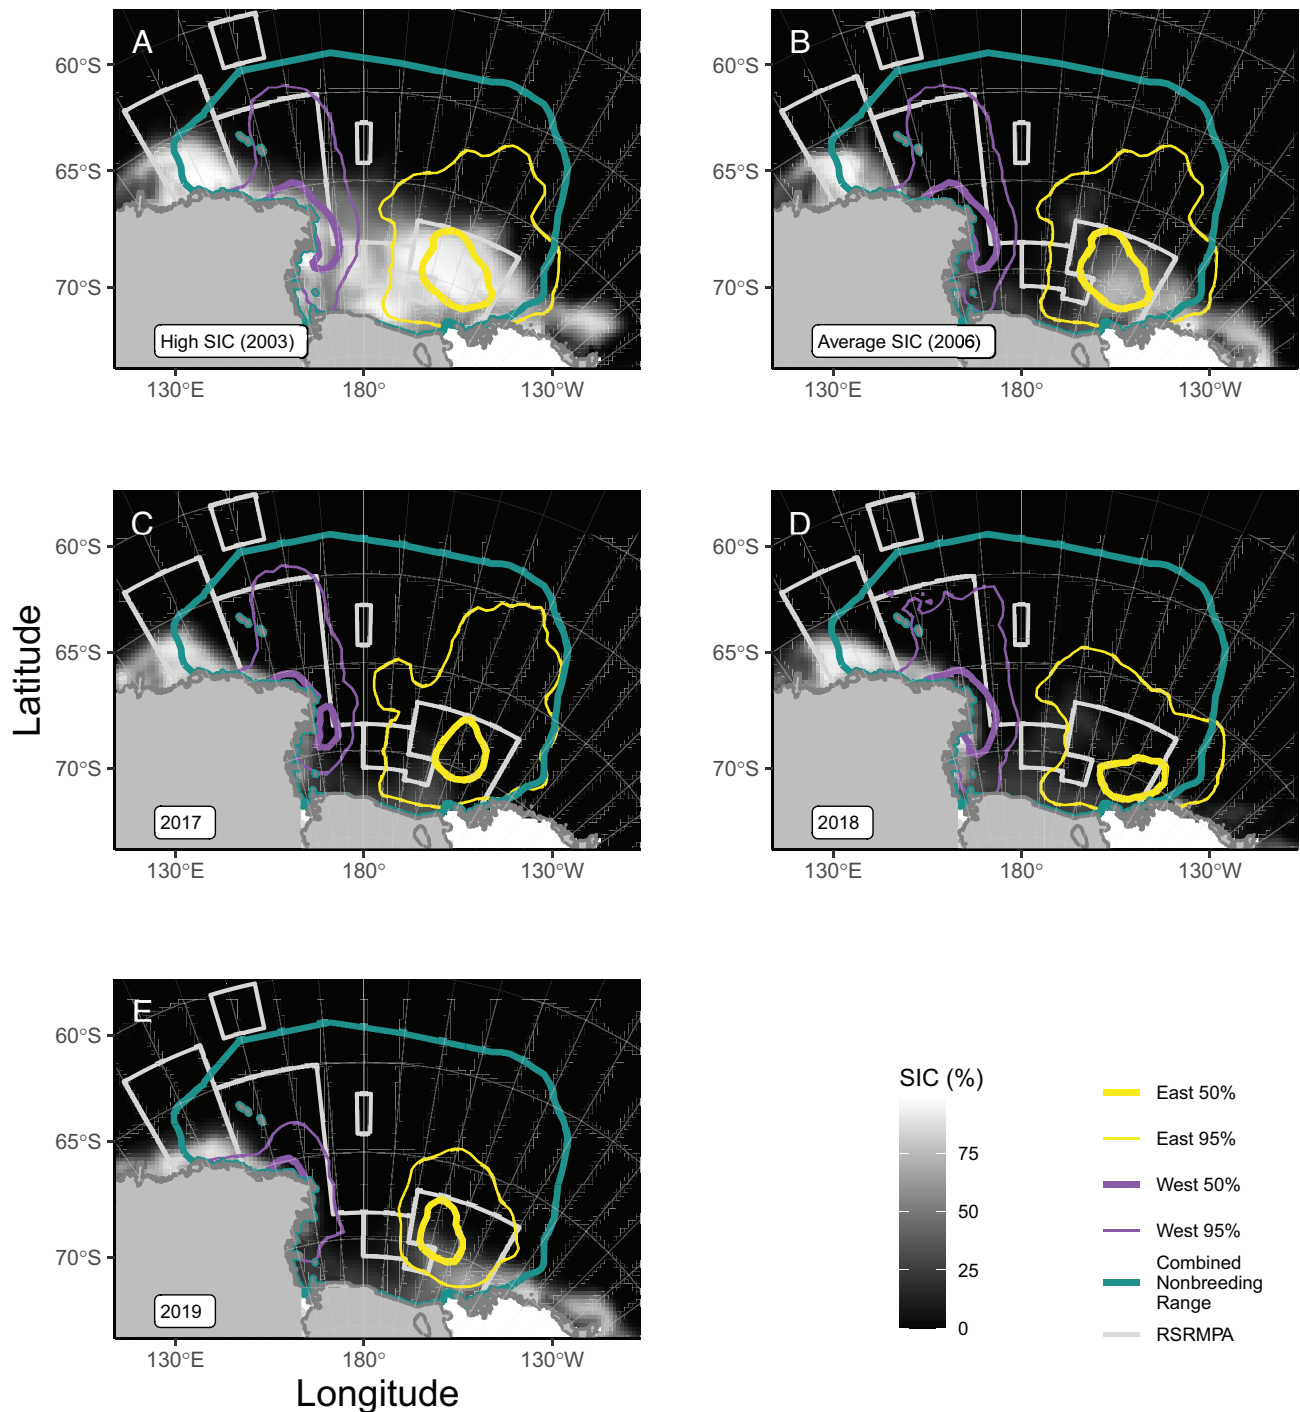 A
60°S
65°S
70°S
High SIC (2003)
130°E
180°
130°W
B
60°S
65°S
70°S
Average SIC (2006)
130°E
180°
130°W
C
60°S
65°S
70°S
2017
130°E
180°
130°W
D
60°S
65°S
70°S
2018
130°E
180°
130°W
Latitude
E
60°S
65°S
70°S
2019
130°E
180°
130°W
Longitude
SIC (%)
75
50
25
0
East 50%
East 95%
West 50%
West 95%
Combined
Nonbreeding
Range
RSRMPA